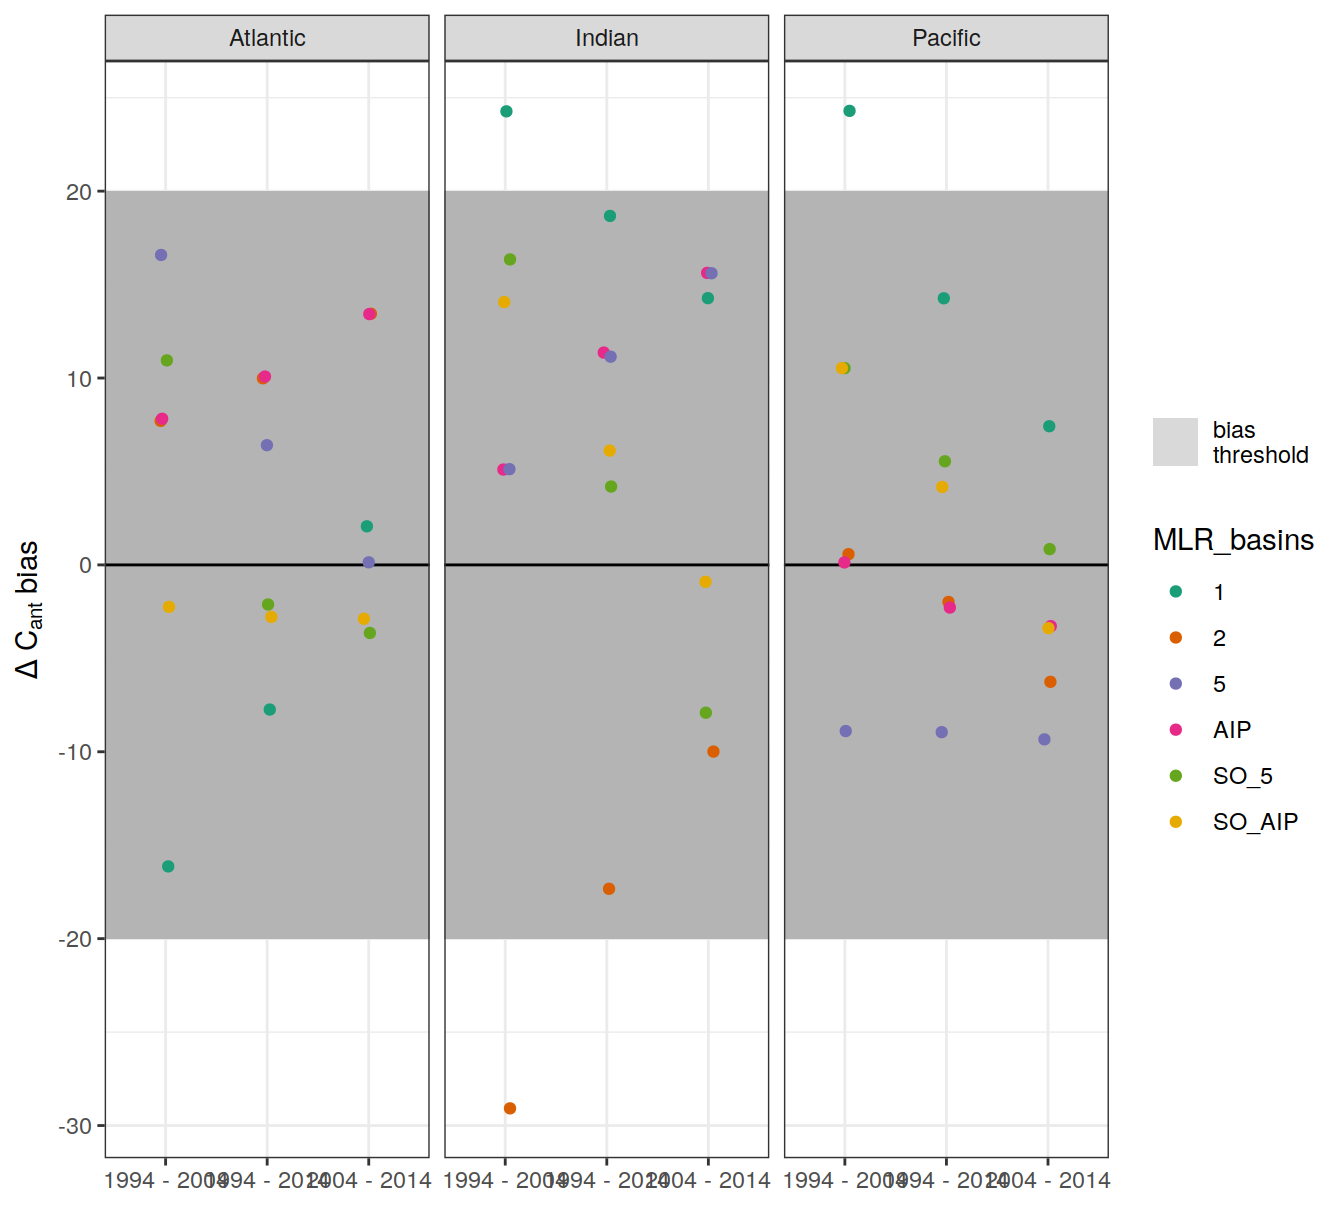 Atlantic
Indian
Pacific
20
10
0
-10
-20
-30
Δ Cant bias
1994 - 2004
1994 - 2014
2004 - 2014
1994 - 2004
1994 - 2014
2004 - 2014
1994 - 2004
1994 - 2014
2004 - 2014
bias
threshold
MLR_basins
1
2
5
AIP
SO_5
SO_AIP